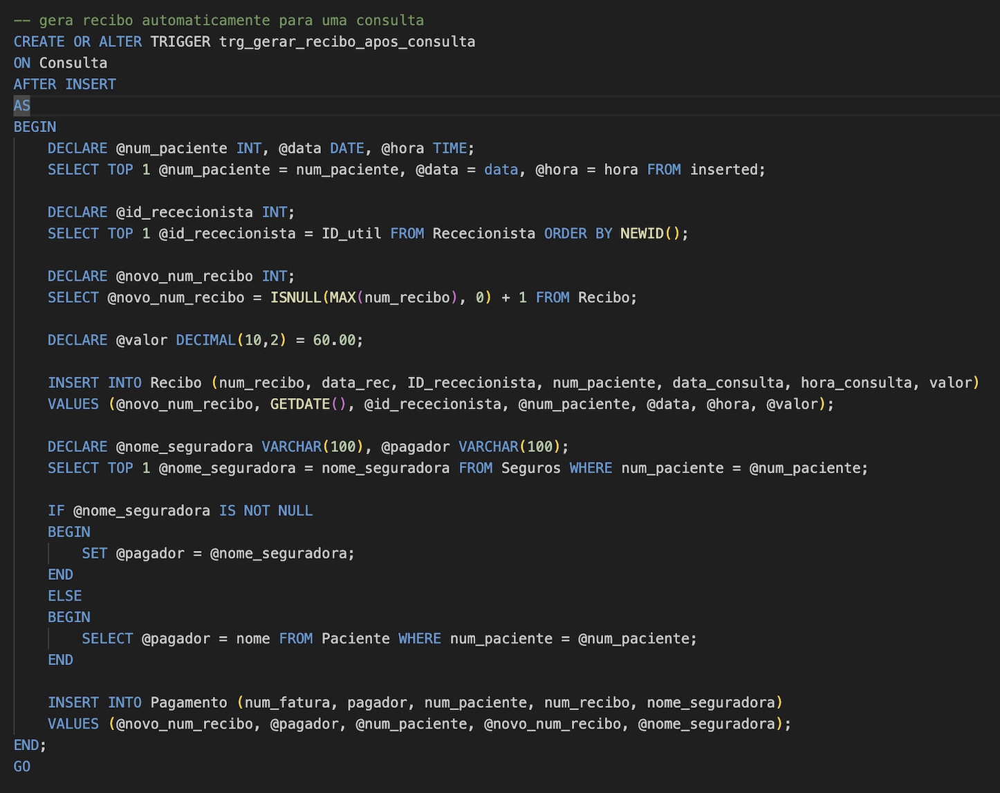 -- gera recibo automaticamente para uma consulta
CREATE OR ALTER TRIGGER trg_gerar_recibo_apos_consulta
ON Consulta
AFTER INSERT
AS
BEGIN
    DECLARE @num_paciente INT, @data DATE, @hora TIME;
    SELECT TOP 1 @num_paciente = num_paciente, @data = data, @hora = hora FROM inserted;

    DECLARE @id_rececionista INT;
    SELECT TOP 1 @id_rececionista = ID_util FROM Rececionista ORDER BY NEWID();

    DECLARE @novo_num_recibo INT;
    SELECT @novo_num_recibo = ISNULL(MAX(num_recibo), 0) + 1 FROM Recibo;

    DECLARE @valor DECIMAL(10,2) = 60.00;

    INSERT INTO Recibo (num_recibo, data_rec, ID_rececionista, num_paciente, data_consulta, hora_consulta, valor)
    VALUES (@novo_num_recibo, GETDATE(), @id_rececionista, @num_paciente, @data, @hora, @valor);

    DECLARE @nome_seguradora VARCHAR(100), @pagador VARCHAR(100);
    SELECT TOP 1 @nome_seguradora = nome_seguradora FROM Seguros WHERE num_paciente = @num_paciente;

    IF @nome_seguradora IS NOT NULL
    BEGIN
        SET @pagador = @nome_seguradora;
    END
    ELSE
    BEGIN
        SELECT @pagador = nome FROM Paciente WHERE num_paciente = @num_paciente;
    END

    INSERT INTO Pagamento (num_fatura, pagador, num_paciente, num_recibo, nome_seguradora)
    VALUES (@novo_num_recibo, @pagador, @num_paciente, @novo_num_recibo, @nome_seguradora);
END;
GO